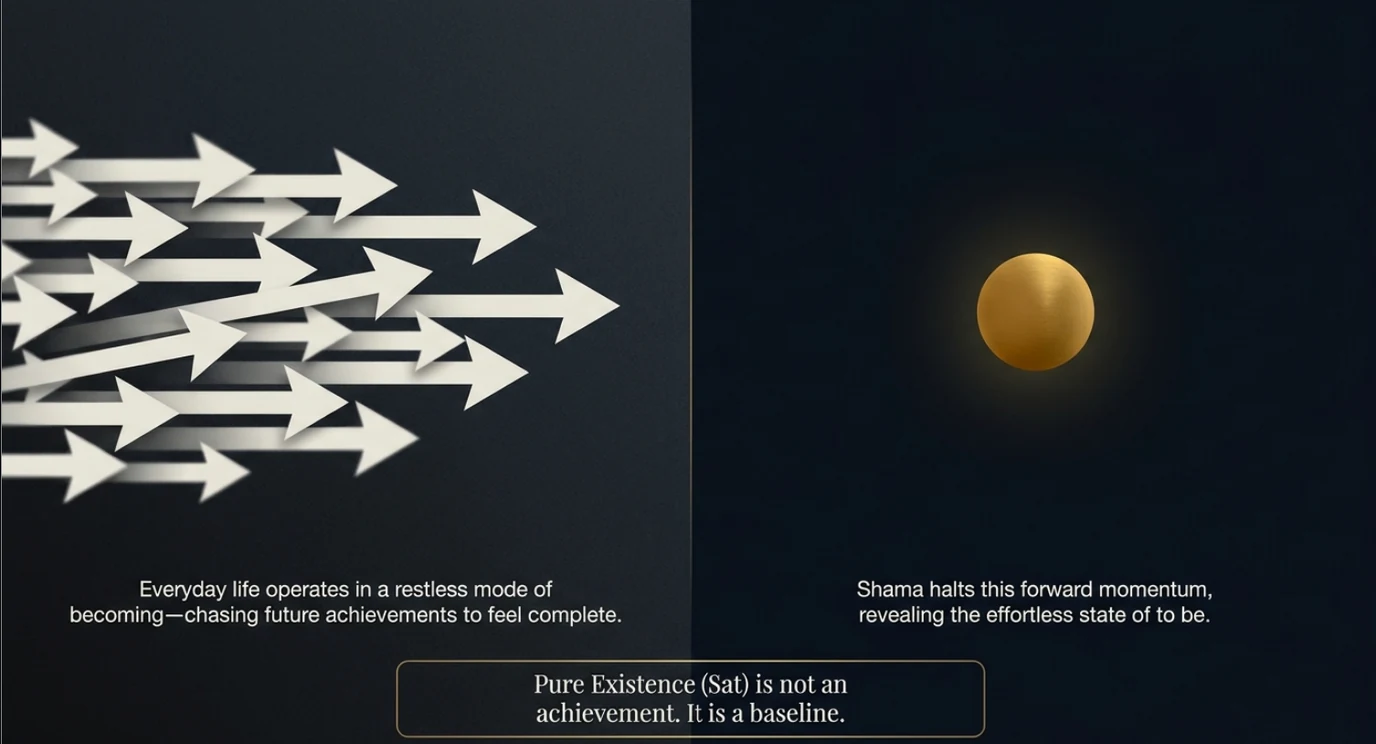 Everyday life operates in a restless mode of
becoming—chasing future achievements to feel complete.
Shama halts this forward momentum,
revealing the effortless state of to be.
Pure Existence (Sat) is not an
achievement. It is a baseline.